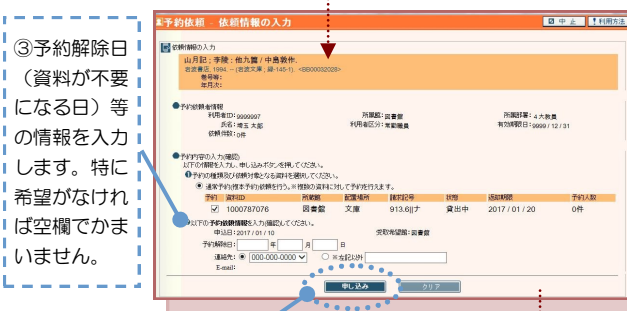 ③予約解除日
(資料が不要
になる日)等
の情報を入力
します。特に
希望がなけれ
ば空欄でかま
いません。
予約依頼 - 依頼情報の入力
中止 利用方法
依頼情報の入力
山月記 ; 李陵 : 他九篇 / 中島敦作.
岩波書店, 1994. -- (岩波文庫 ; 緑-145-1). <BB00032028>
巻号等:
年月次:
予約依頼者情報
利用者ID: 9999997 所属館: 図書館 所属部署: 4大教員
氏名: 埼玉 太郎 利用者区分: 常勤職員 有効期限日: 9999 / 12 / 31
依頼件数: 0件
予約内容の入力(確認)
以下の情報を入力し、申し込みボタンを押してください。
❶予約の種類及び依頼対象となる資料を選択してください。
通常予約(複本予約)依頼を行う。※複数の資料に対して予約を行えます。
予約 資料ID 所蔵館 配置場所 請求記号 状態 返却期限 予約人数
1000787076 図書館 文庫 913.6||ナ 貸出中 2017 / 01 / 20 0件
以下の予約依頼情報を入力(確認)してください。
申込日: 2017 / 01 / 10 受取希望館: 図書館
予約解除日: 年 月 日
連絡先: 000-000-0000 ※左記以外
E-mail:
申し込み クリア